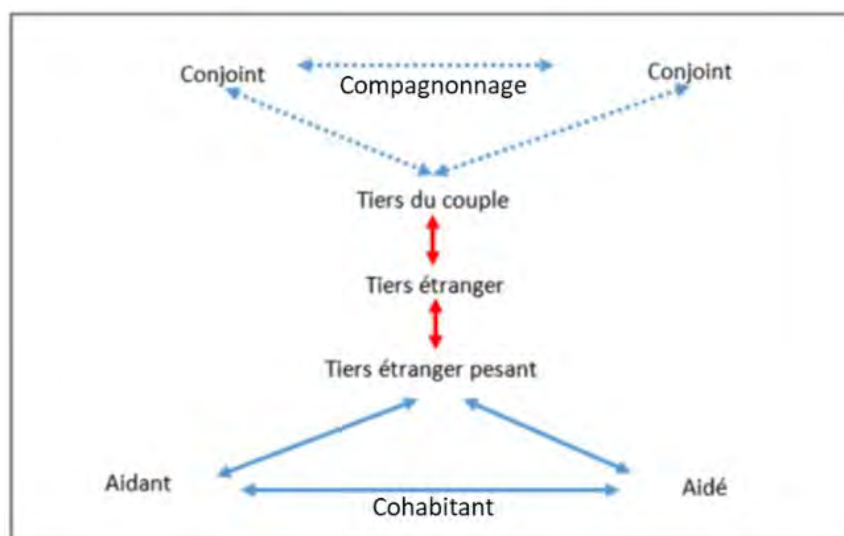 Conjoint
Conjoint
Compagnonnage
Tiers du couple
Tiers étranger
Tiers étranger pesant
Aidant
Aidé
Cohabitant